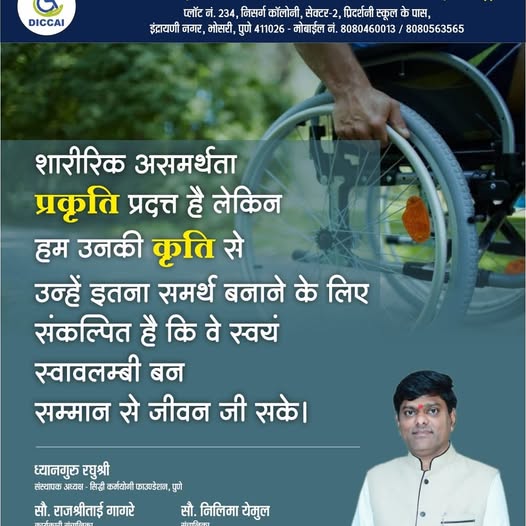 DICCAI
प्लॉट नं. 234, निसर्ग कॉलोनी, सेक्टर-2, प्रियदर्शनी स्कूल के पास,
इंद्रायणी नगर, भोसरी, पुणे 411026 - मोबाईल नं. 8080460013 / 8080563565
शारीरिक असमर्थता
प्रकृति प्रदत्त है लेकिन
हम उनकी कृति से
उन्हें इतना समर्थ बनाने के लिए
संकल्पित है कि वे स्वयं
स्वावलम्बी बन
सम्मान से जीवन जी सके।
ध्यानगुरु रघुश्री
संस्थापक अध्यक्ष - सिद्धी कर्मयोगी फाउण्डेशन, पुणे
सौ. राजश्रीताई गागरे
सौ. निलिमा येमुल